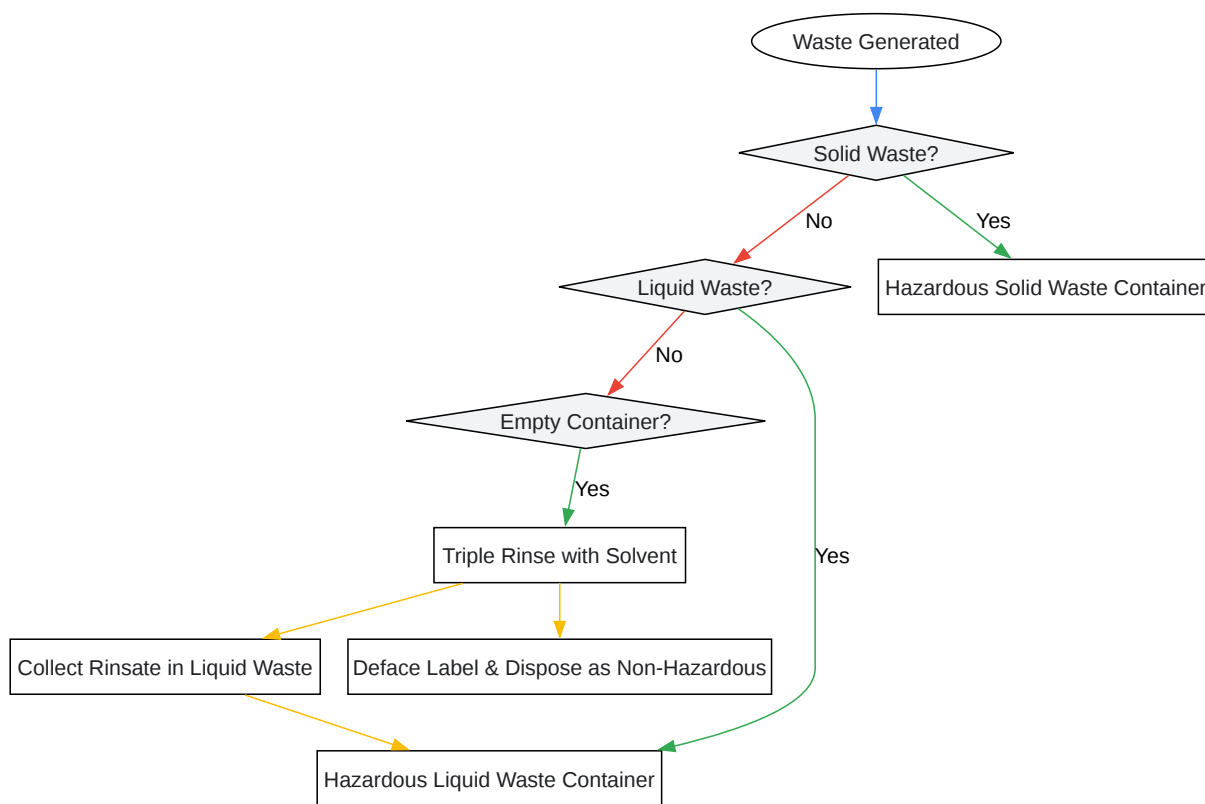 Waste Generated
Solid Waste?
No
Yes
Liquid Waste?
Hazardous Solid Waste Container
No
Empty Container?
Yes
Triple Rinse with Solvent
Yes
Collect Rinsate in Liquid Waste
Deface Label & Dispose as Non-Hazardous
Hazardous Liquid Waste Container